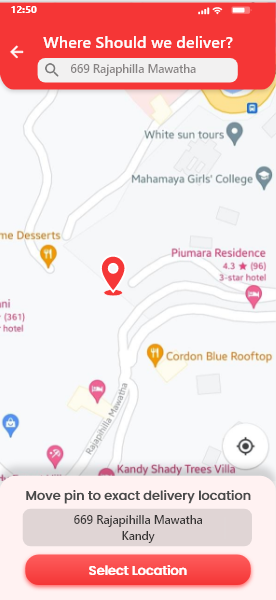 12:50
Where Should we deliver?
669 Rajaphilla Mawatha
White sun tours
Mahamaya Girls' College
me Desserts
Piumara Residence
4.3 ★ (96)
3-star hotel
ani
(361)
hotel
Cordon Blue Rooftop
Rajapihilla Mawatha
Kandy Shady Trees Villa
Move pin to exact delivery location
669 Rajapihilla Mawatha
Kandy
Select Location